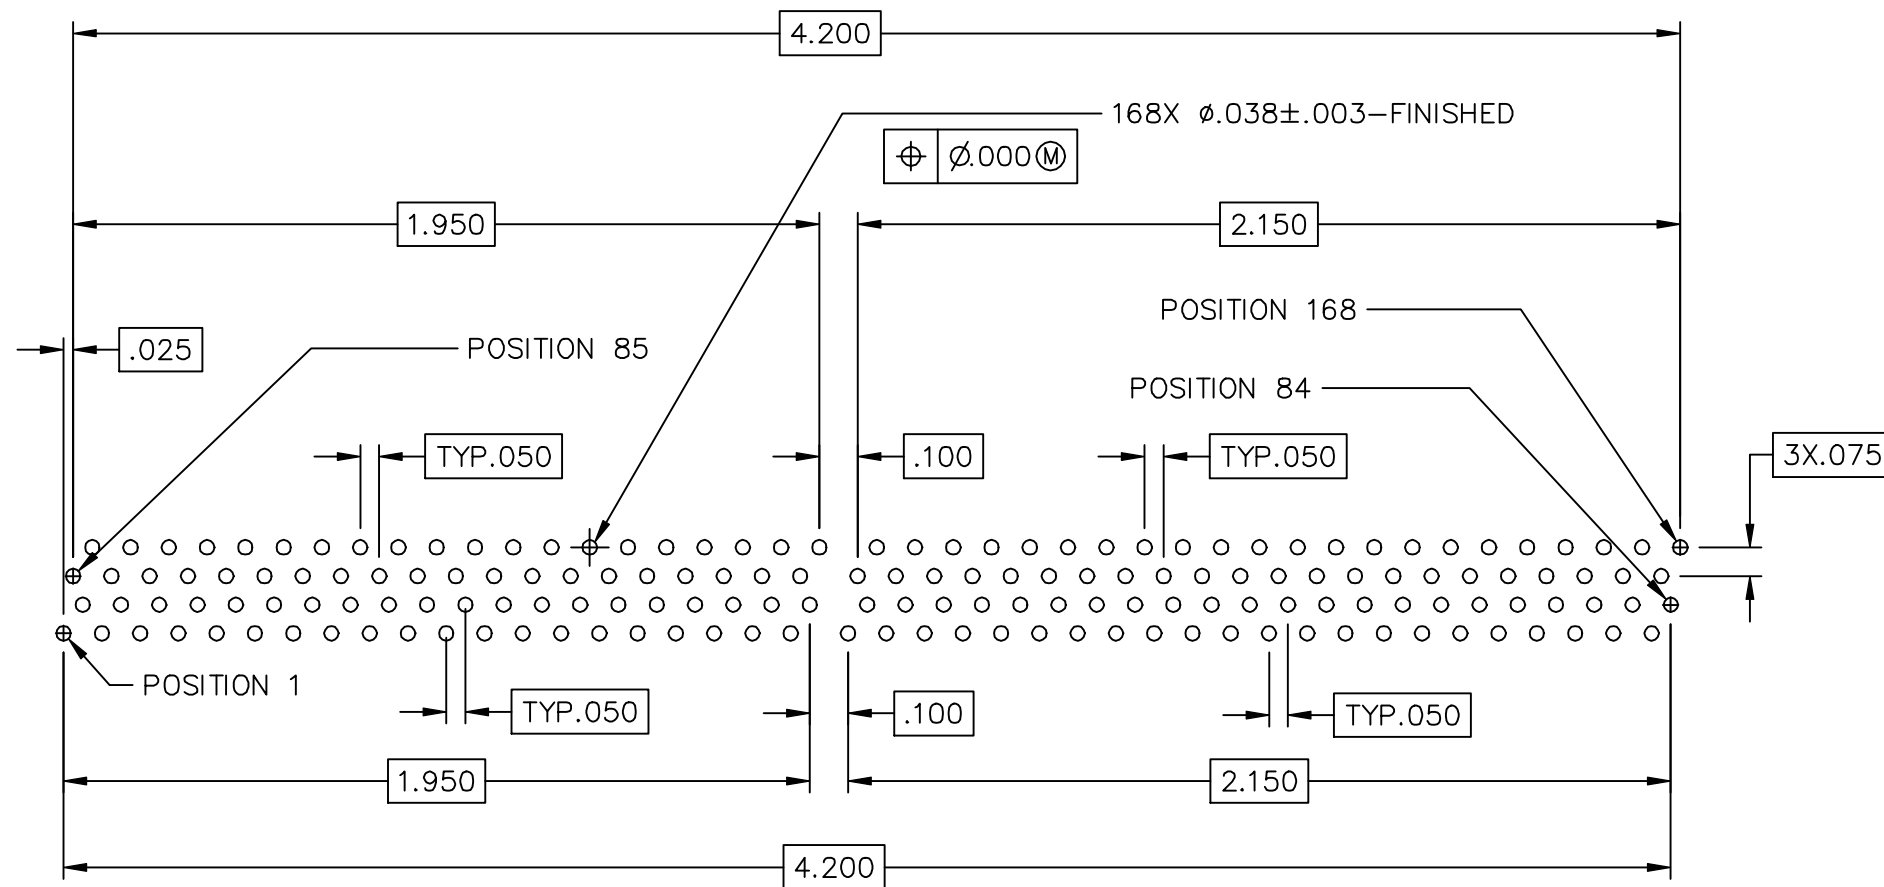 4.200
168X ⌀.038±.003–FINISHED
⌖ ⌀.000Ⓜ
1.950
2.150
POSITION 168
.025
POSITION 85
POSITION 84
TYP.050
.100
TYP.050
3X.075
POSITION 1
TYP.050
.100
TYP.050
1.950
2.150
4.200